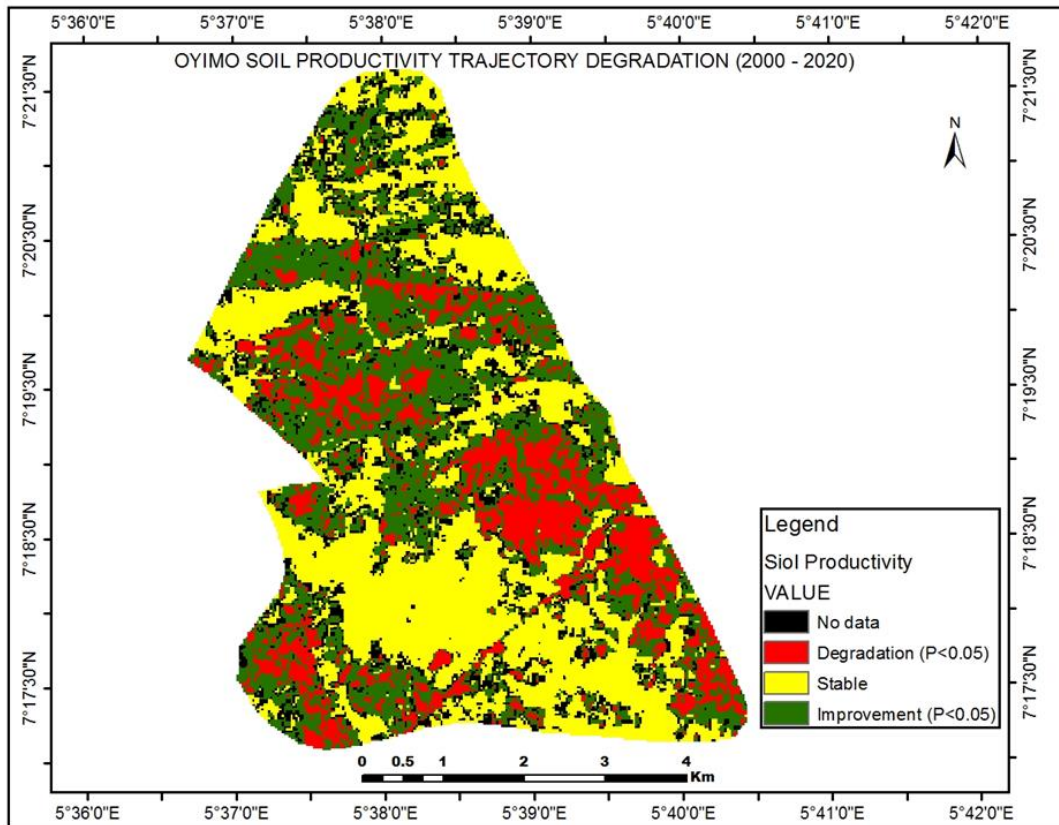 5°36'0"E 5°37'0"E 5°38'0"E 5°39'0"E 5°40'0"E 5°41'0"E 5°42'0"E
OYIMO SOIL PRODUCTIVITY TRAJECTORY DEGRADATION (2000 - 2020)
7°21'30"N 7°21'30"N
N
7°20'30"N 7°20'30"N
7°19'30"N 7°19'30"N
7°18'30"N 7°18'30"N
7°17'30"N 7°17'30"N
Legend
Siol Productivity
VALUE
No data
Degradation (P<0.05)
Stable
Improvement (P<0.05)
0 0.5 1 2 3 4
Km
5°36'0"E 5°37'0"E 5°38'0"E 5°39'0"E 5°40'0"E 5°41'0"E 5°42'0"E